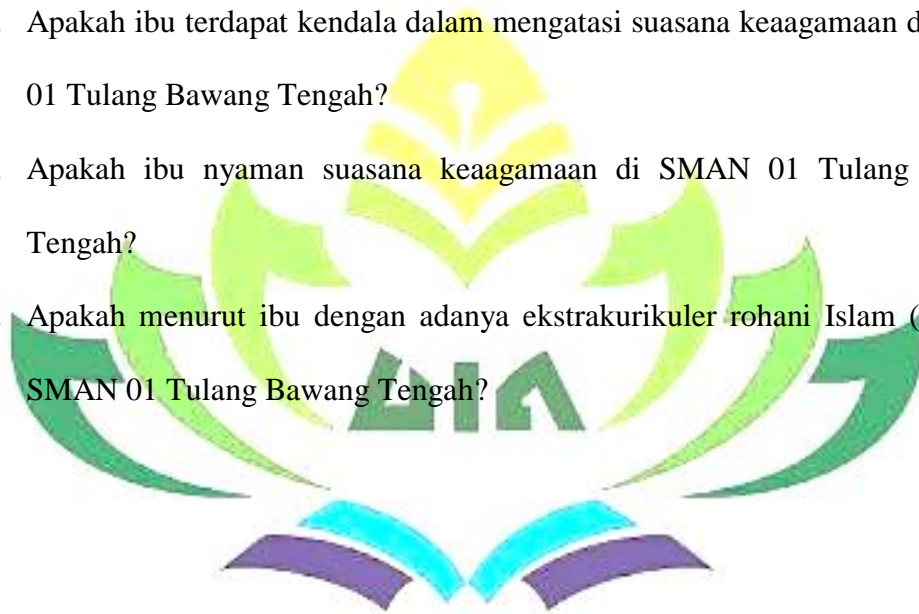 Apakah ibu terdapat kendala dalam mengatasi suasana keaagamaan d
01 Tulang Bawang Tengah?
Apakah ibu nyaman suasana keaagamaan di SMAN 01 Tulang
Tengah?
Apakah menurut ibu dengan adanya ekstrakurikuler rohani Islam (
SMAN 01 Tulang Bawang Tengah?